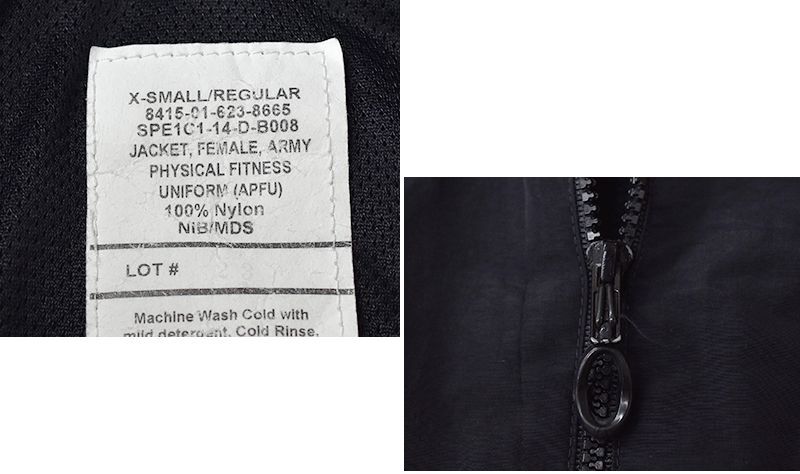 X-SMALL/REGULAR
8415-01-623-8665
SPE1C1-14-D-B008
JACKET, FEMALE, ARMY
PHYSICAL FITNESS
UNIFORM (APFU)
100% Nylon
NIB/MDS
LOT #
Machine Wash Cold with
mild detergent, Cold Rinse,